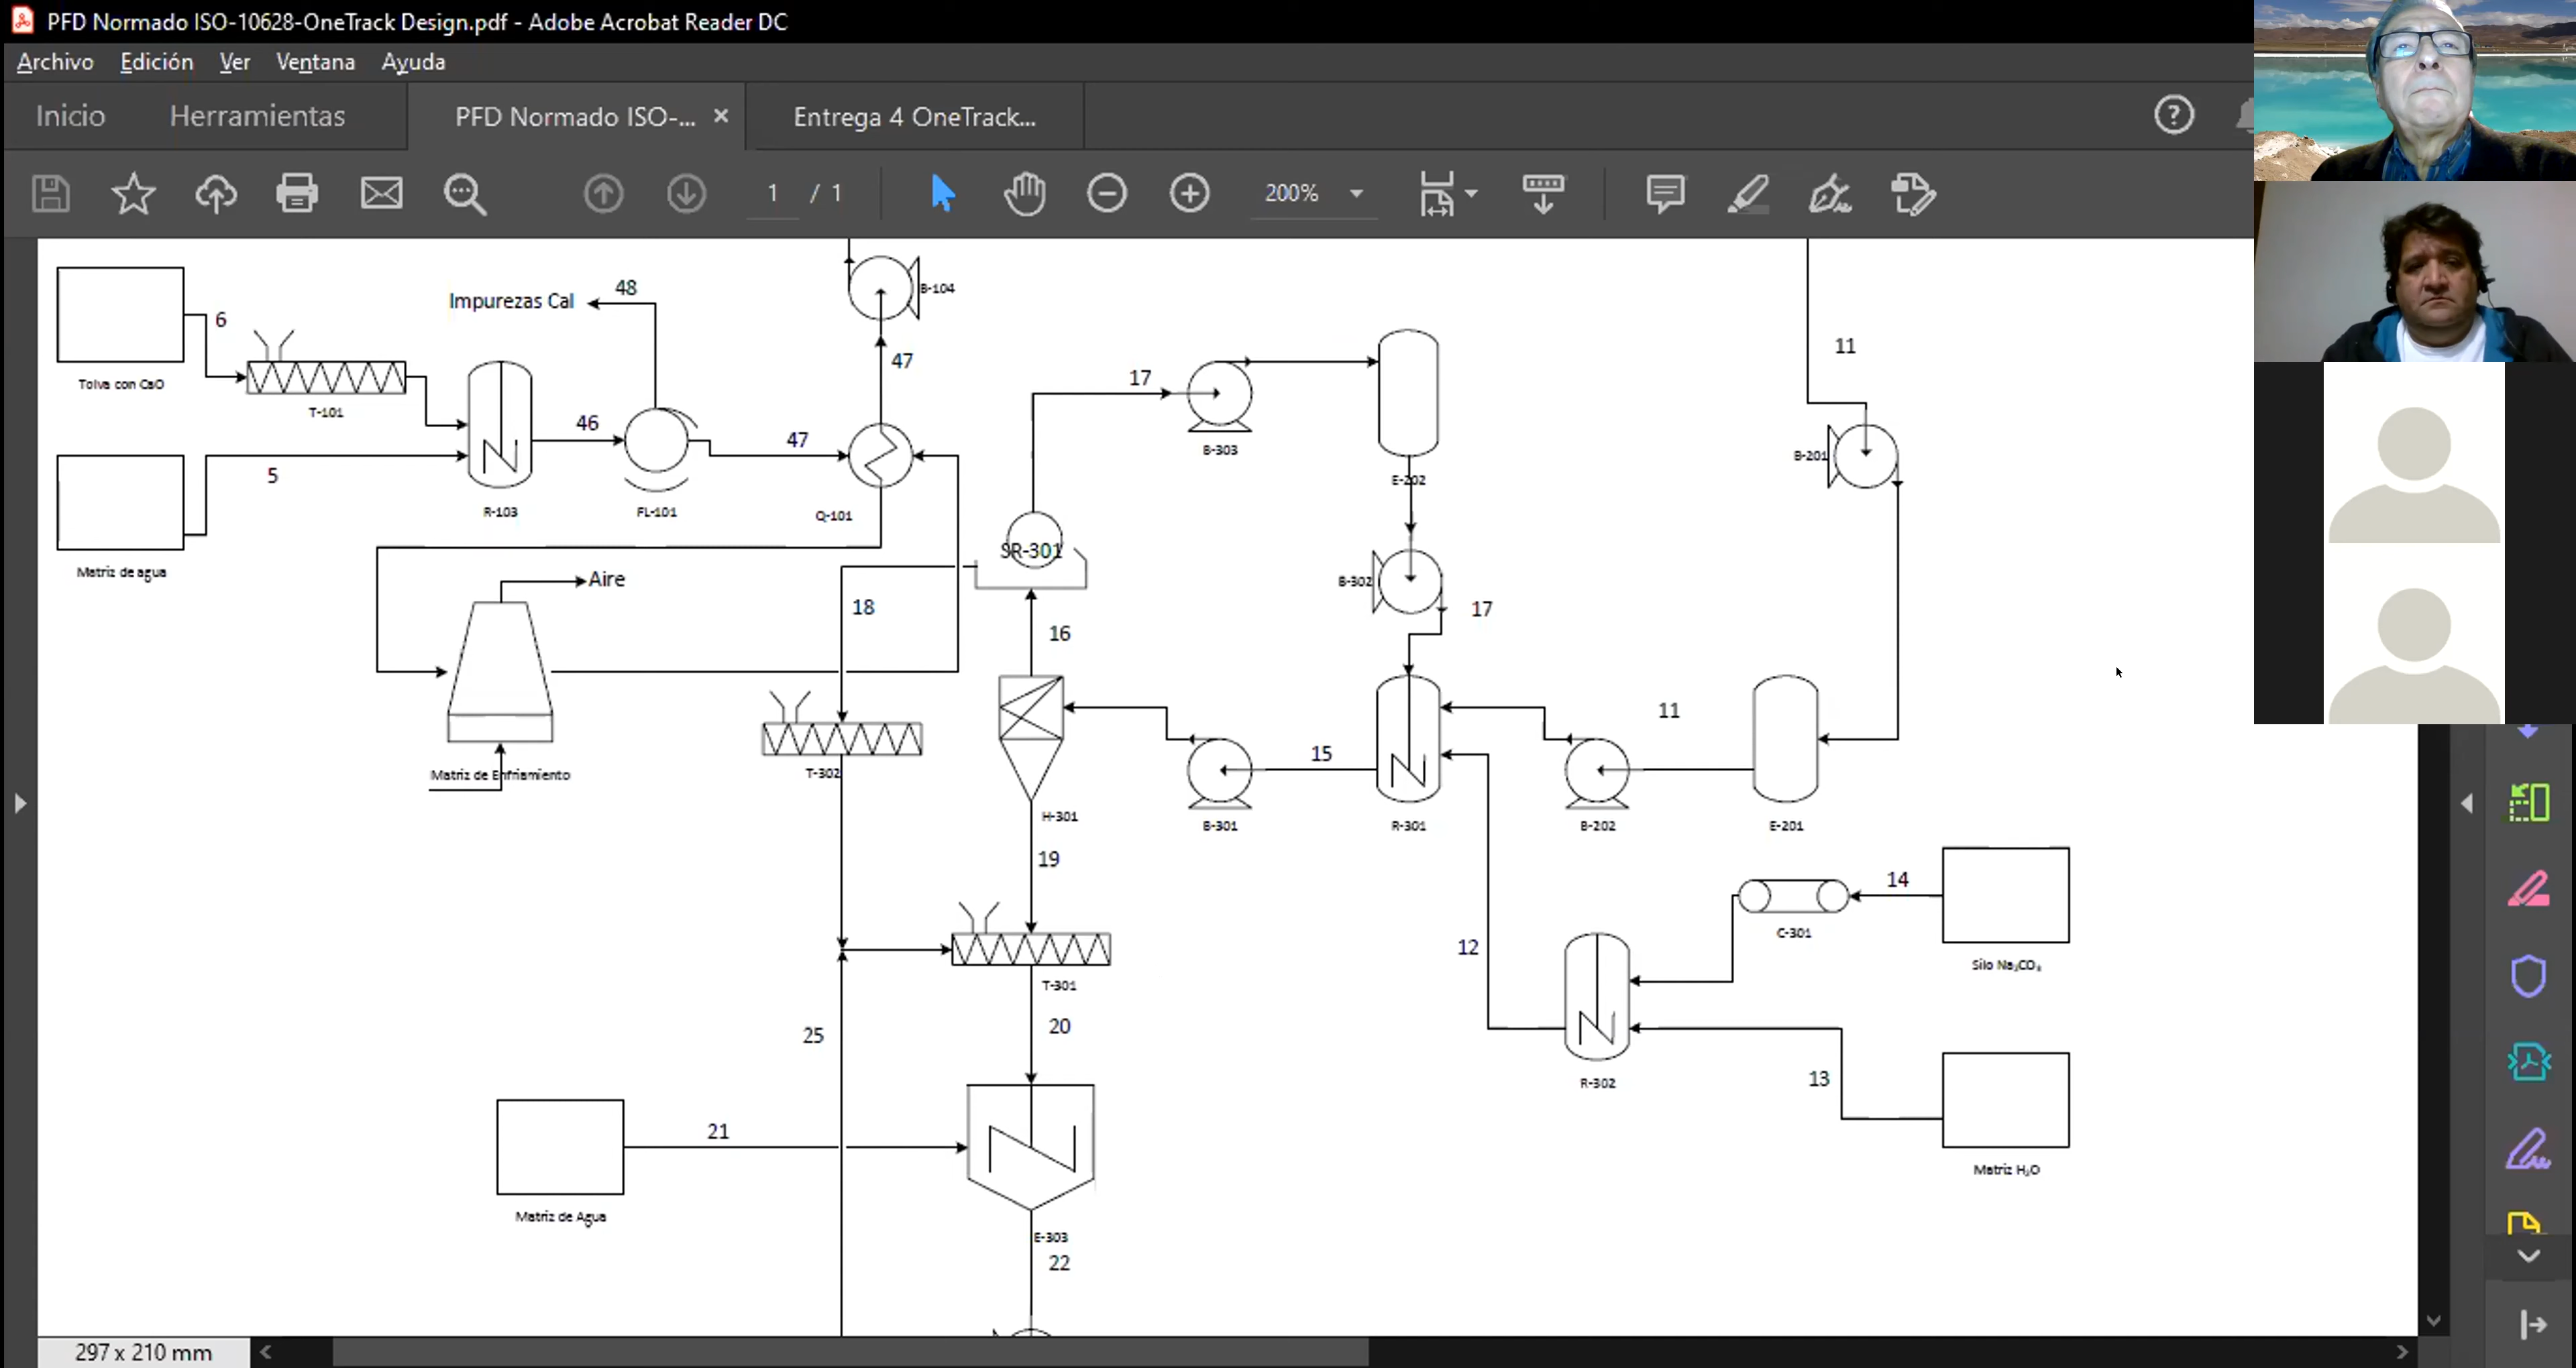 PFD Normado ISO-10628-OneTrack Design.pdf - Adobe Acrobat Reader DC
Archivo Edición Ver Ventana Ayuda
Inicio Herramientas PFD Normado ISO-... × Entrega 4 OneTrack...
1 / 1 200%
Impurezas Cal 48
B-104
6
Tolva con CaO
T-101
47
17
11
46
47
B-303
B-201
5
E-202
R-103
FL-101
Q-101
Matriz de agua
SR-301
Aire
B-302
18
17
16
11
15
Matriz de Enfriamiento
T-302
H-301
B-301
R-301
B-202
E-201
19
14
C-301
12
Silo Na₂CO₃
T-301
20
25
13
R-302
21
Matriz H₂O
Matriz de Agua
E-303
22
297 x 210 mm